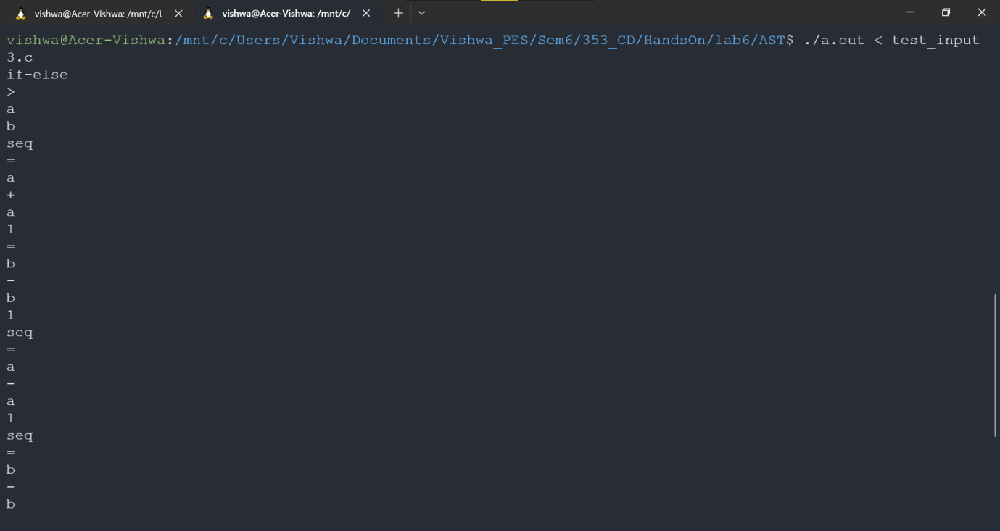 vishwa@Acer-Vishwa: /mnt/c/U
vishwa@Acer-Vishwa: /mnt/c/
vishwa@Acer-Vishwa:/mnt/c/Users/Vishwa/Documents/Vishwa_PES/Sem6/353_CD/HandsOn/lab6/AST$ ./a.out < test_input
3.c
if-else
>
a
b
seq
=
a
+
a
1
=
b
-
b
1
seq
=
a
-
a
1
seq
=
b
-
b